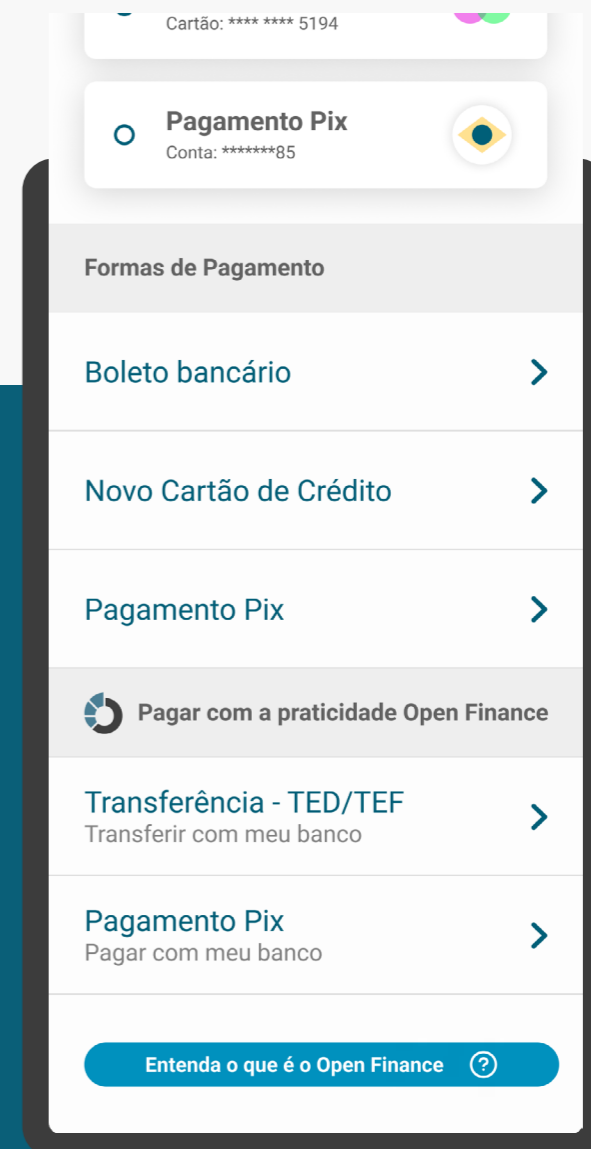 Cartão: **** **** 5194
Pagamento Pix
Conta: *******85
Formas de Pagamento
Boleto bancário
Novo Cartão de Crédito
Pagamento Pix
Pagar com a praticidade Open Finance
Transferência - TED/TEF
Transferir com meu banco
Pagamento Pix
Pagar com meu banco
Entenda o que é o Open Finance ?